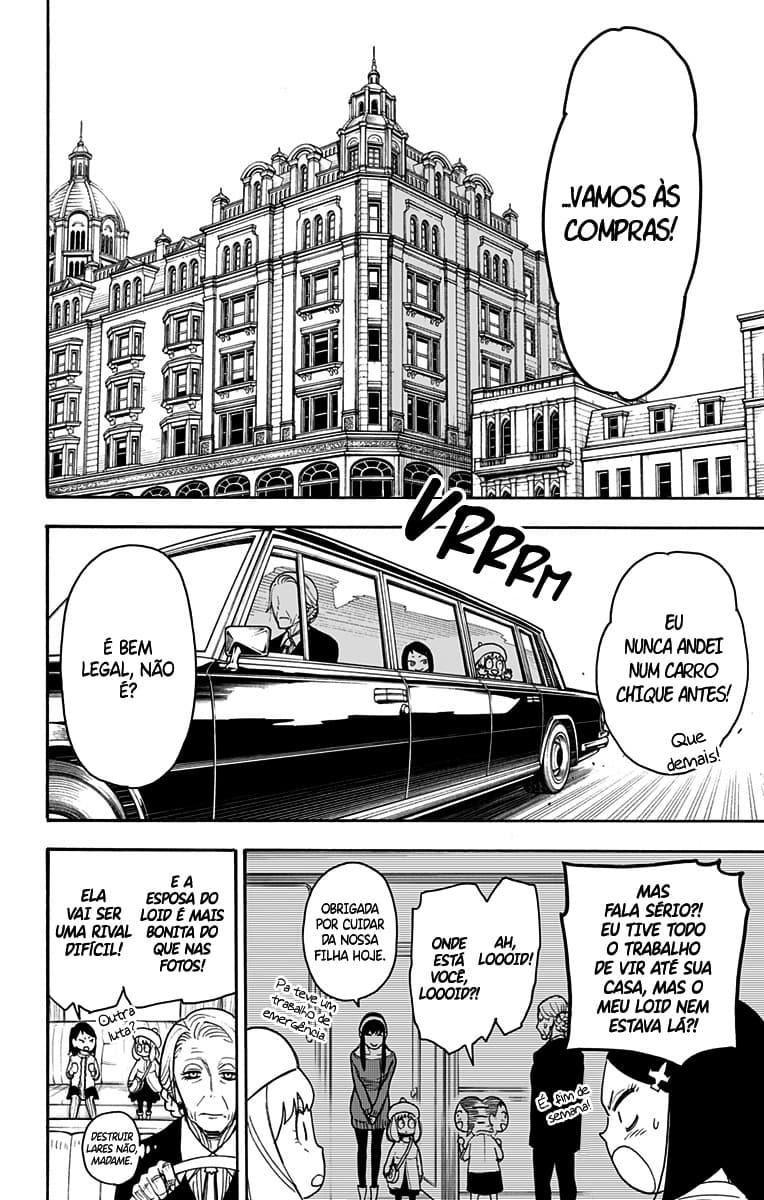 ..VAMOS ÀS
COMPRAS!
VRRRM
EU
NUNCA ANDEI
NUM CARRO
CHIQUE ANTES!
Que
demais!
É BEM
LEGAL, NÃO
É?
MAS
FALA SÉRIO?!
EU TIVE TODO
O TRABALHO
DE VIR ATÉ SUA
CASA, MAS O
MEU LOID NEM
ESTAVA LÁ?!
AH,
LOOOID!
ONDE
ESTÁ
VOCÊ,
LOOOID?!
É fim de
semana!
OBRIGADA
POR CUIDAR
DA NOSSA
FILHA HOJE.
Pa teve um
trabalho de
emergência
E A
ESPOSA DO
LOID É MAIS
BONITA DO
QUE NAS
FOTOS!
ELA
VAI SER
UMA RIVAL
DIFÍCIL!
Outra
luta?
DESTRUIR
LARES NÃO,
MADAME.